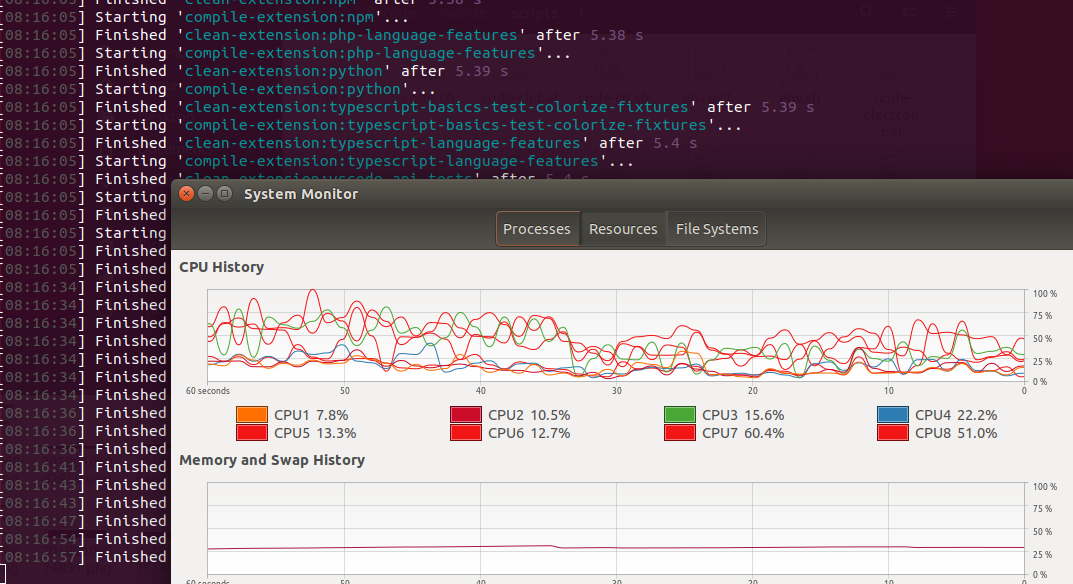 [08:16:05] Finished 'clean-extension:npm' after 5.38 s
[08:16:05] Starting 'compile-extension:npm'...
[08:16:05] Finished 'clean-extension:php-language-features' after 5.38 s
[08:16:05] Starting 'compile-extension:php-language-features'...
[08:16:05] Finished 'clean-extension:python' after 5.39 s
[08:16:05] Starting 'compile-extension:python'...
[08:16:05] Finished 'clean-extension:typescript-basics-test-colorize-fixtures' after 5.39 s
[08:16:05] Starting 'compile-extension:typescript-basics-test-colorize-fixtures'...
[08:16:05] Finished 'clean-extension:typescript-language-features' after 5.4 s
[08:16:05] Starting 'compile-extension:typescript-language-features'...
[08:16:05] Finished 'clean-extension:vscode-api-tests' after 5.4 s
[08:16:05] Starting
[08:16:05] Finished
[08:16:05] Starting
[08:16:05] Finished
[08:16:05] Finished
[08:16:34] Finished
[08:16:34] Finished
[08:16:34] Finished
[08:16:34] Finished
[08:16:34] Finished
[08:16:34] Finished
[08:16:34] Finished
[08:16:36] Finished
[08:16:36] Finished
[08:16:36] Finished
[08:16:41] Finished
[08:16:43] Finished
[08:16:43] Finished
[08:16:47] Finished
[08:16:54] Finished
[08:16:57] Finished
System Monitor
Processes Resources File Systems
CPU History
100 %
75 %
50 %
25 %
0 %
60 seconds 50 40 30 20 10 0
CPU1 7.8% CPU2 10.5% CPU3 15.6% CPU4 22.2%
CPU5 13.3% CPU6 12.7% CPU7 60.4% CPU8 51.0%
Memory and Swap History
100 %
75 %
50 %
25 %
0 %
60 seconds 50 40 30 20 10 0